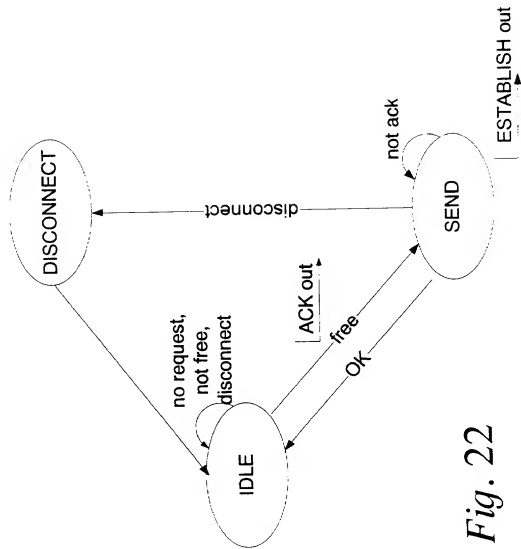 DISCONNECT
disconnect
not ack
SEND
ESTABLISH out
no request,
not free,
disconnect
ACK out
free
OK
IDLE
Fig. 22